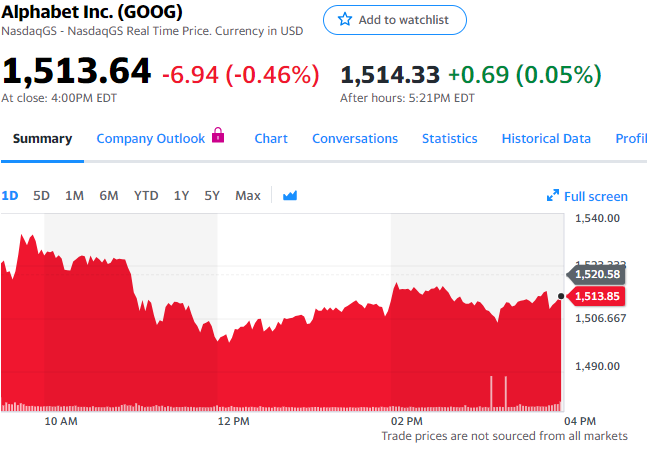 Alphabet Inc. (GOOG)
NasdaqGS - NasdaqGS Real Time Price. Currency in USD
Add to watchlist
1,513.64 -6.94 (-0.46%) 1,514.33 +0.69 (0.05%)
At close: 4:00PM EDT After hours: 5:21PM EDT
Summary Company Outlook Chart Conversations Statistics Historical Data Profil
1D 5D 1M 6M YTD 1Y 5Y Max Full screen
1,540.00
1,523.333
1,520.58
1,513.85
1,506.667
1,490.00
10 AM 12 PM 02 PM 04 PM
Trade prices are not sourced from all markets